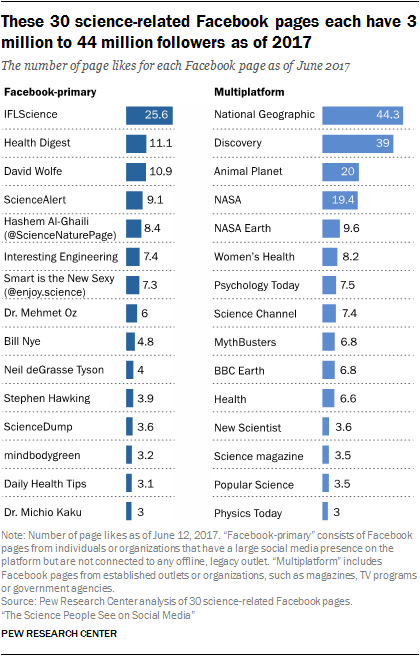 These 30 science-related Facebook pages each have 3
million to 44 million followers as of 2017
The number of page likes for each Facebook page as of June 2017
Facebook-primary
IFLScience 25.6
Health Digest 11.1
David Wolfe 10.9
ScienceAlert 9.1
Hashem Al-Ghaili
(@ScienceNaturePage) 8.4
Interesting Engineering 7.4
Smart is the New Sexy
(@enjoy.science) 7.3
Dr. Mehmet Oz 6
Bill Nye 4.8
Neil deGrasse Tyson 4
Stephen Hawking 3.9
ScienceDump 3.6
mindbodygreen 3.2
Daily Health Tips 3.1
Dr. Michio Kaku 3
Multiplatform
National Geographic 44.3
Discovery 39
Animal Planet 20
NASA 19.4
NASA Earth 9.6
Women's Health 8.2
Psychology Today 7.5
Science Channel 7.4
MythBusters 6.8
BBC Earth 6.8
Health 6.6
New Scientist 3.6
Science magazine 3.5
Popular Science 3.5
Physics Today 3
Note: Number of page likes as of June 12, 2017. “Facebook-primary” consists of Facebook
pages from individuals or organizations that have a large social media presence on the
platform but are not connected to any offline, legacy outlet. “Multiplatform” includes
Facebook pages from established outlets or organizations, such as magazines, TV programs
or government agencies.
Source: Pew Research Center analysis of 30 science-related Facebook pages.
“The Science People See on Social Media”
PEW RESEARCH CENTER